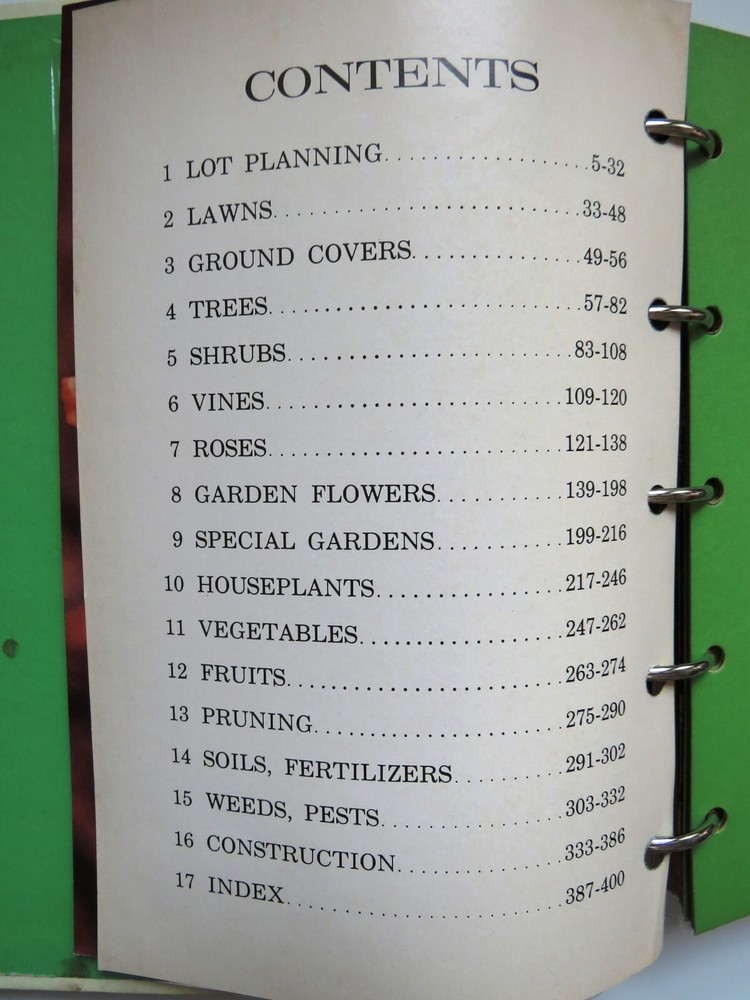 CONTENTS
1 LOT PLANNING....................5-32
2 LAWNS..............................33-48
3 GROUND COVERS.................49-56
4 TREES..............................57-82
5 SHRUBS............................83-108
6 VINES.............................109-120
7 ROSES.............................121-138
8 GARDEN FLOWERS............139-198
9 SPECIAL GARDENS............199-216
10 HOUSEPLANTS..................217-246
11 VEGETABLES....................247-262
12 FRUITS...........................263-274
13 PRUNING........................275-290
14 SOILS, FERTILIZERS..........291-302
15 WEEDS, PESTS..................303-332
16 CONSTRUCTION................333-386
17 INDEX...........................387-400